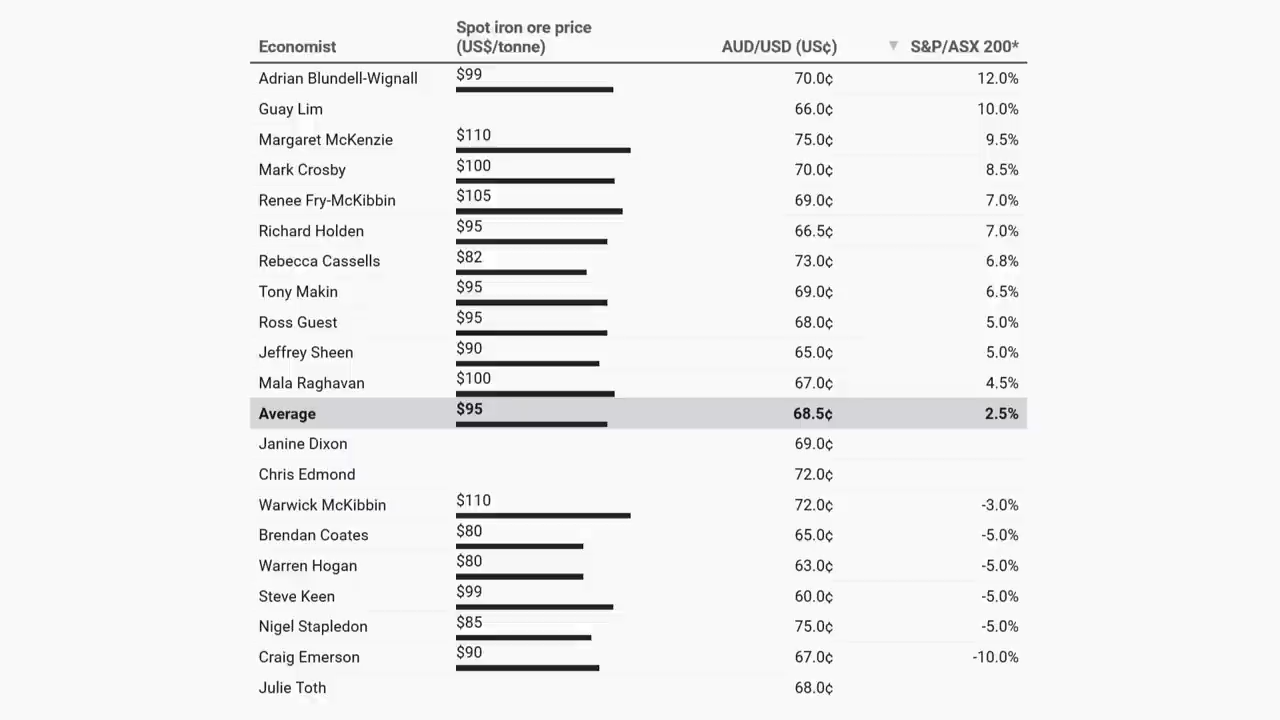 Economist Spot iron ore price (US$/tonne) AUD/USD (US¢) ▼ S&P/ASX 200*
Adrian Blundell-Wignall $99 70.0¢ 12.0%
Guay Lim 66.0¢ 10.0%
Margaret McKenzie $110 75.0¢ 9.5%
Mark Crosby $100 70.0¢ 8.5%
Renee Fry-McKibbin $105 69.0¢ 7.0%
Richard Holden $95 66.5¢ 7.0%
Rebecca Cassells $82 73.0¢ 6.8%
Tony Makin $95 69.0¢ 6.5%
Ross Guest $95 68.0¢ 5.0%
Jeffrey Sheen $90 65.0¢ 5.0%
Mala Raghavan $100 67.0¢ 4.5%
Average $95 68.5¢ 2.5%
Janine Dixon 69.0¢
Chris Edmond 72.0¢
Warwick McKibbin $110 72.0¢ -3.0%
Brendan Coates $80 65.0¢ -5.0%
Warren Hogan $80 63.0¢ -5.0%
Steve Keen $99 60.0¢ -5.0%
Nigel Stapledon $85 75.0¢ -5.0%
Craig Emerson $90 67.0¢ -10.0%
Julie Toth 68.0¢